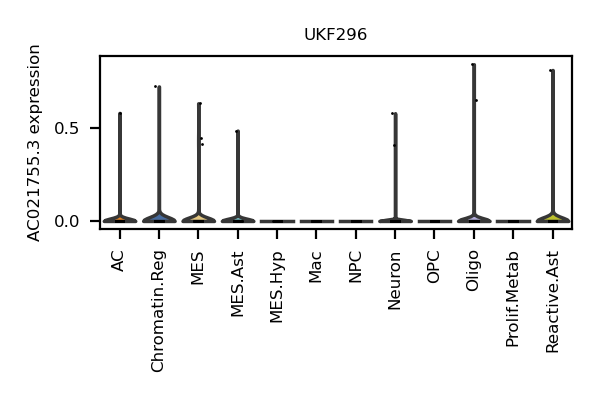 UKF296
AC021755.3 expression
0.5
0.0
AC
Chromatin.Reg
MES
MES.Ast
MES.Hyp
Mac
NPC
Neuron
OPC
Oligo
Prolif.Metab
Reactive.Ast